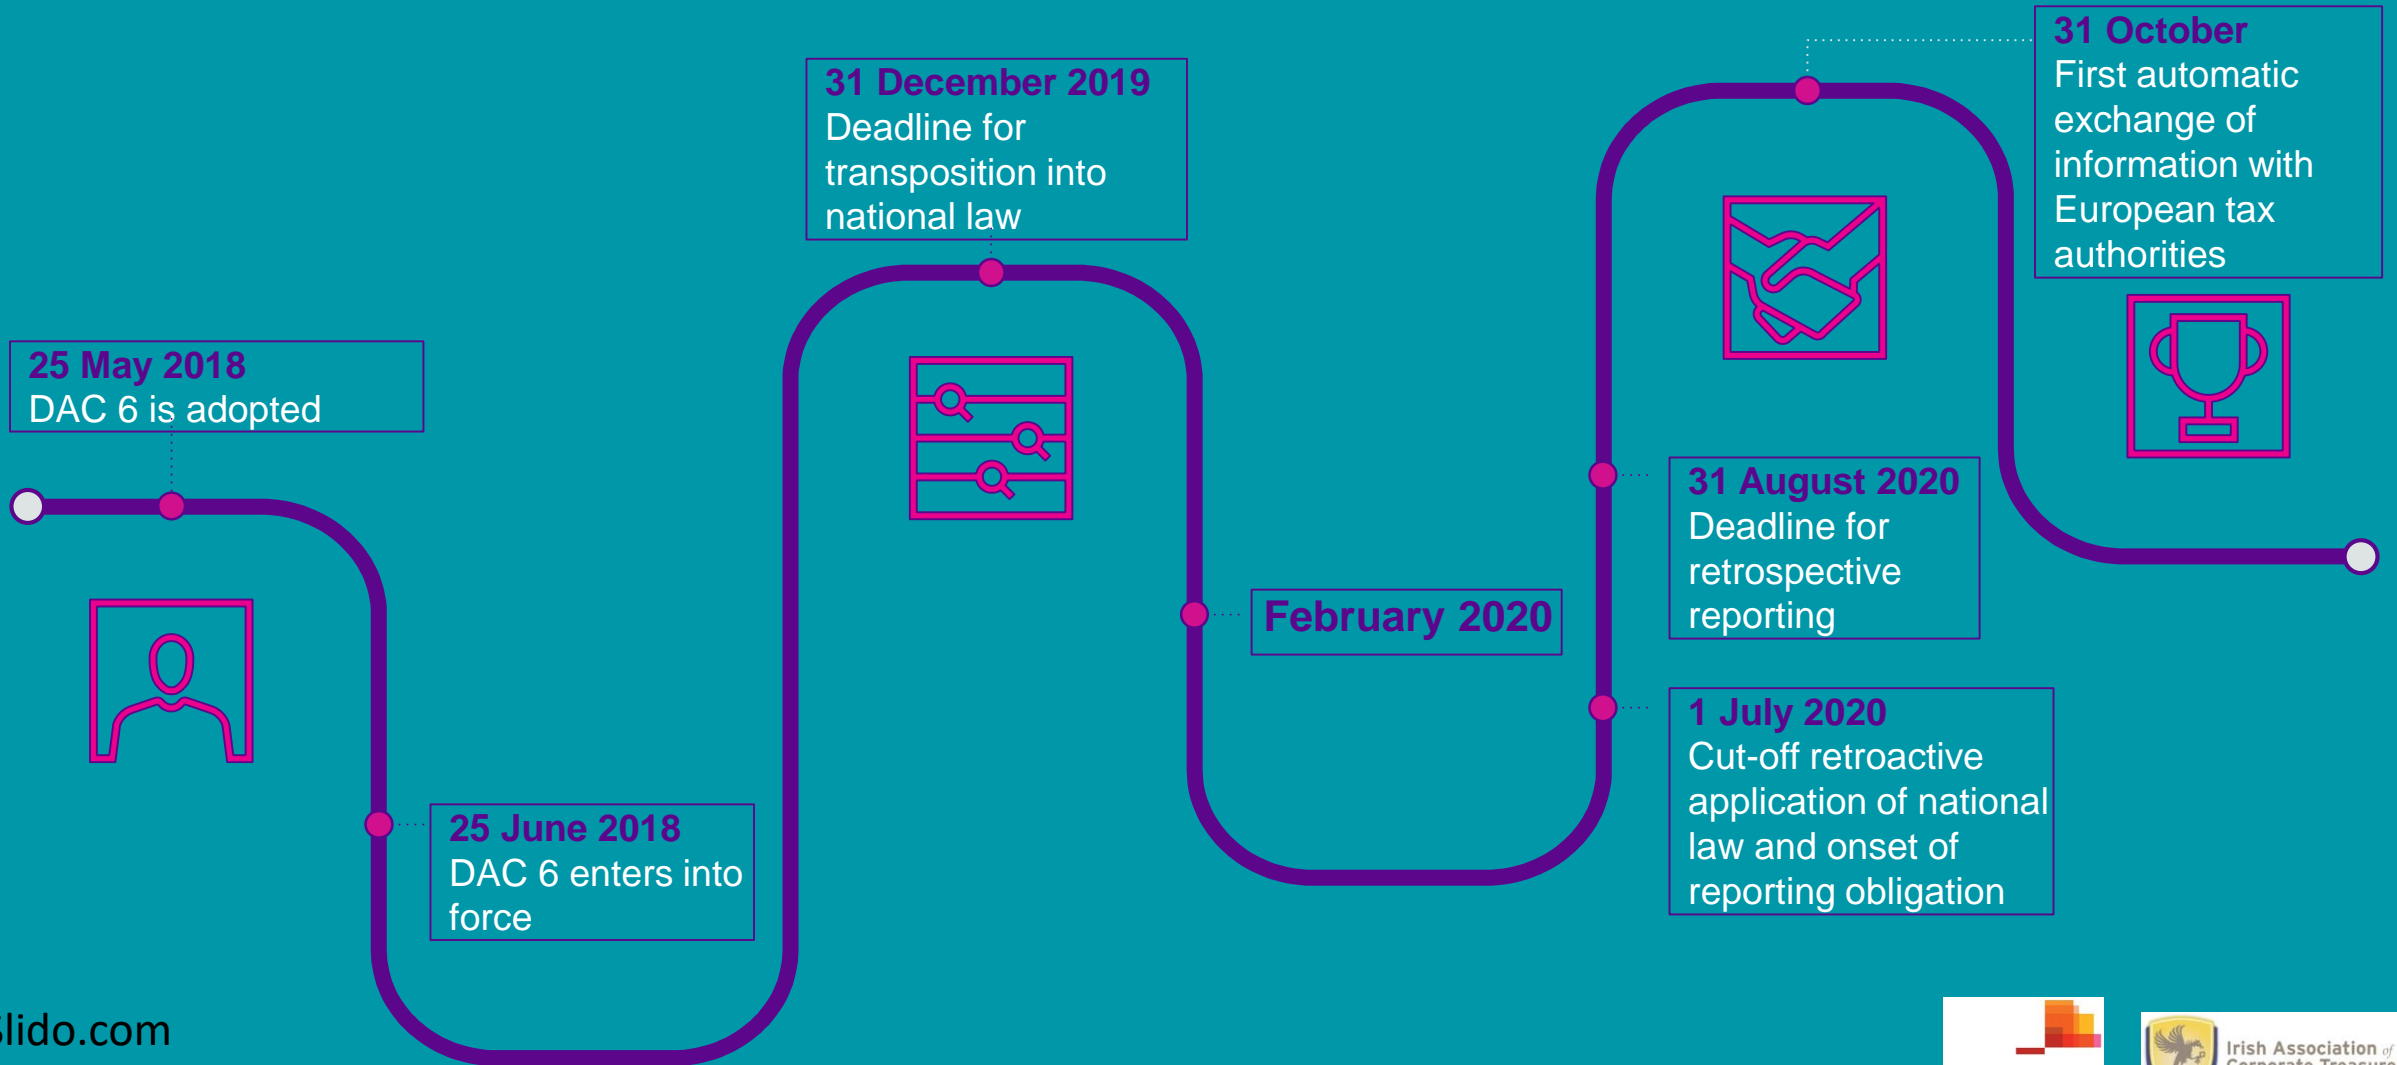 25 May 2018
DAC 6 is adopted
25 June 2018
DAC 6 enters into
force
31 December 2019
Deadline for
transposition into
national law
February 2020
1 July 2020
Cut-off retroactive
application of national
law and onset of
reporting obligation
31 August 2020
Deadline for
retrospective
reporting
31 October
First automatic
exchange of
information with
European tax
authorities
Slido.com
Irish Association of
Corporate